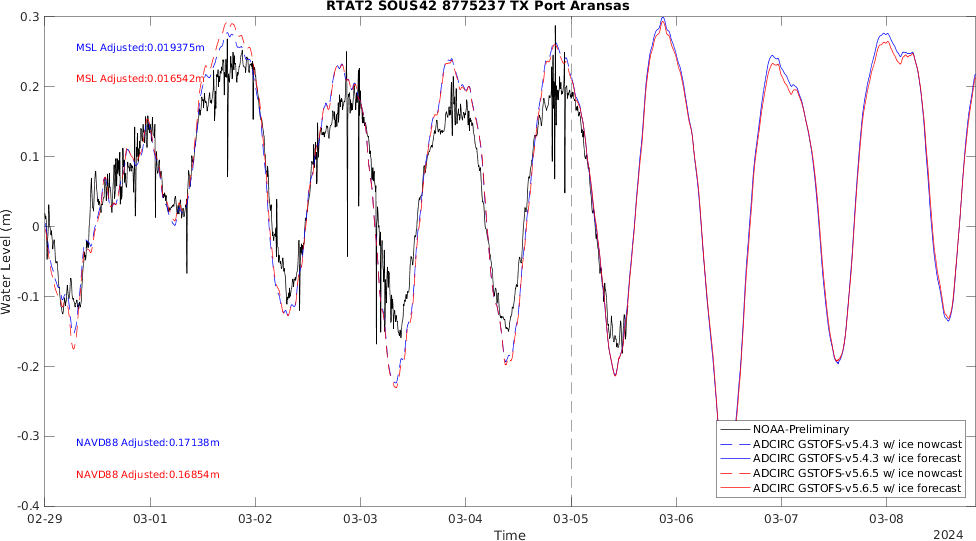 RTAT2 SOUS42 8775237 TX Port Aransas
MSL Adjusted:0.019375m
MSL Adjusted:0.016542m
NAVD88 Adjusted:0.17138m
NAVD88 Adjusted:0.16854m
Water Level (m)
0.3
0.2
0.1
0
-0.1
-0.2
-0.3
-0.4
NOAA-Preliminary
ADCIRC GSTOFS-v5.4.3 w/ ice nowcast
ADCIRC GSTOFS-v5.4.3 w/ ice forecast
ADCIRC GSTOFS-v5.6.5 w/ ice nowcast
ADCIRC GSTOFS-v5.6.5 w/ ice forecast
02-29 03-01 03-02 03-03 03-04 03-05 03-06 03-07 03-08
Time
2024